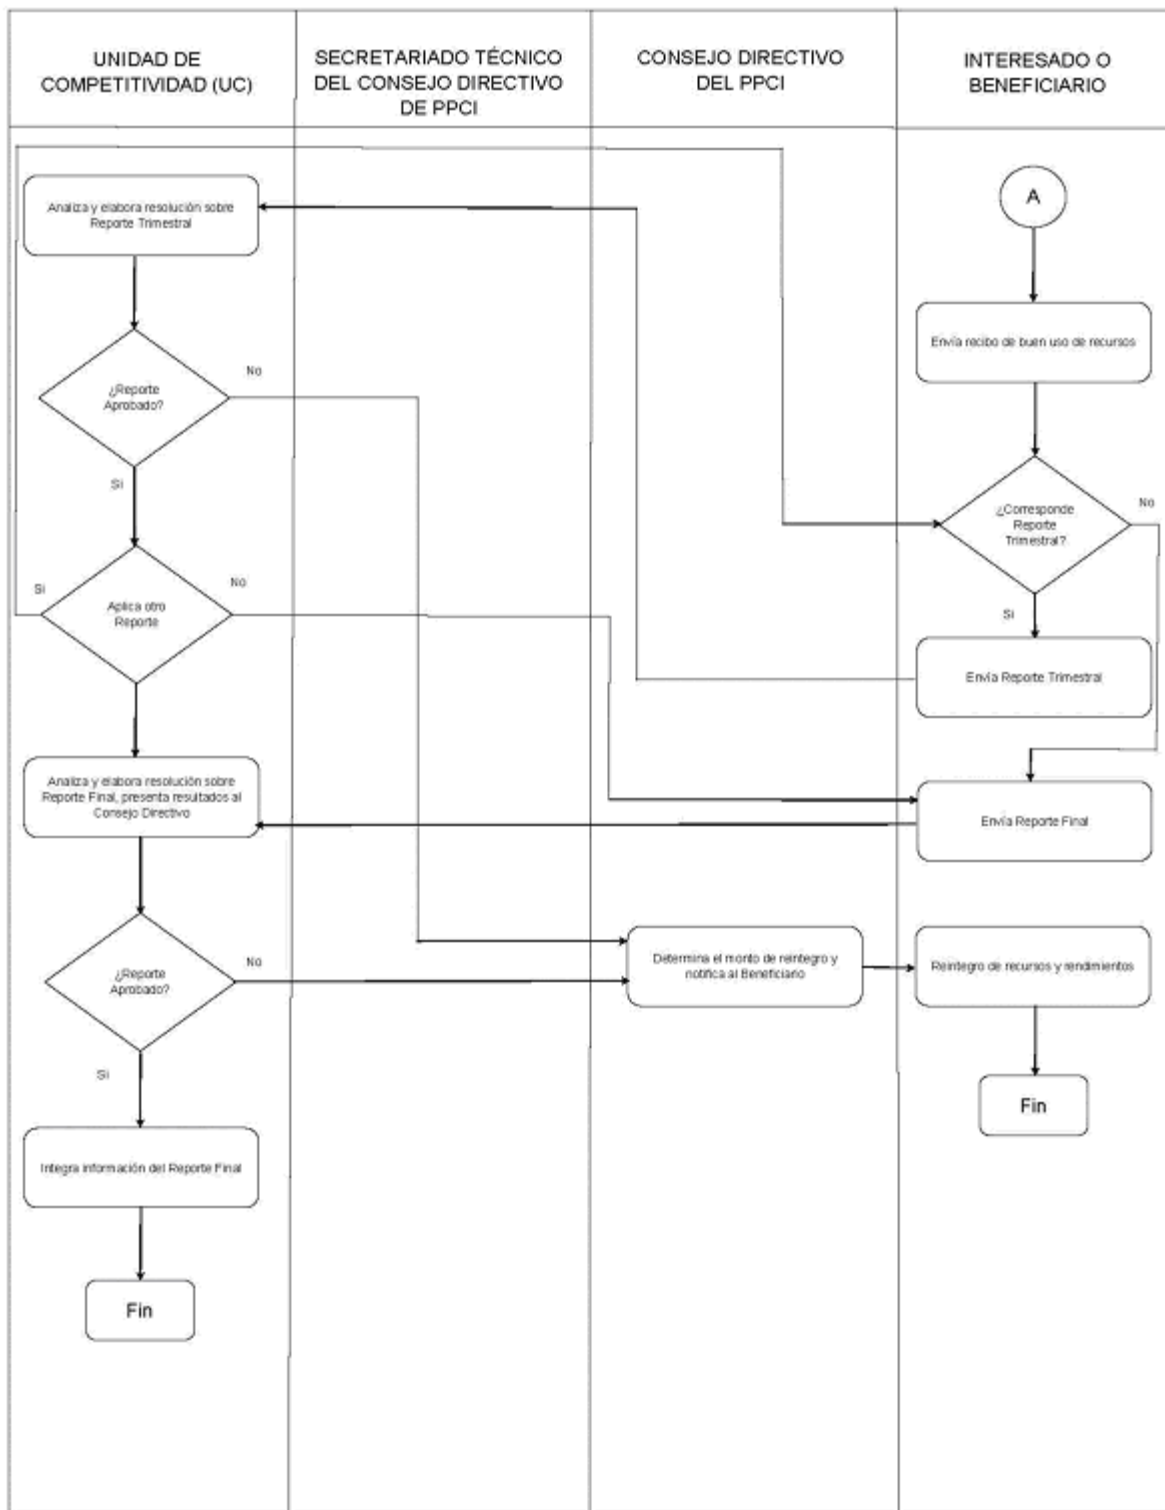 UNIDAD DE
COMPETITIVIDAD (UC)
SECRETARIADO TÉCNICO
DEL CONSEJO DIRECTIVO
DE PPCI
CONSEJO DIRECTIVO
DEL PPCI
INTERESADO O
BENEFICIARIO
A
Analiza y elabora resolución sobre
Reporte Trimestral
Envía recibo de buen uso de recursos
¿Reporte
Aprobado?
No
Si
¿Corresponde
Reporte
Trimestral?
No
Si
Aplica otro
Reporte
Si
No
Envía Reporte Trimestral
Analiza y elabora resolución sobre
Reporte Final, presenta resultados al
Consejo Directivo
Envía Reporte Final
¿Reporte
Aprobado?
No
Si
Determina el monto de reintegro y
notifica al Beneficiario
Reintegro de recursos y rendimientos
Fin
Integra información del Reporte Final
Fin